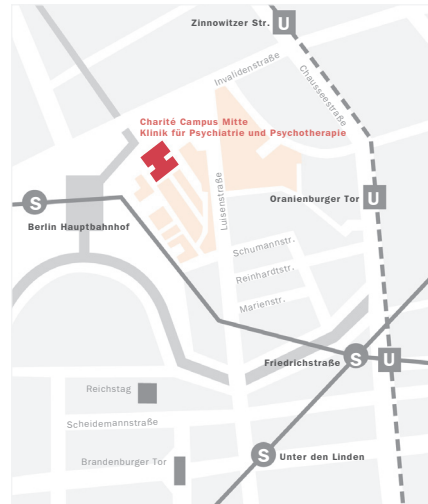 Zinnowitzer Str.
U
Invalidenstraße
Chausseestraße
Charité Campus Mitte
Klinik für Psychiatrie und Psychotherapie
S
Berlin Hauptbahnhof
Luisenstraße
Oranienburger Tor
U
Schumannstr.
Reinhardtstr.
Marienstr.
Friedrichstraße
S
U
Reichstag
Scheidemannstraße
Brandenburger Tor
S
Unter den Linden